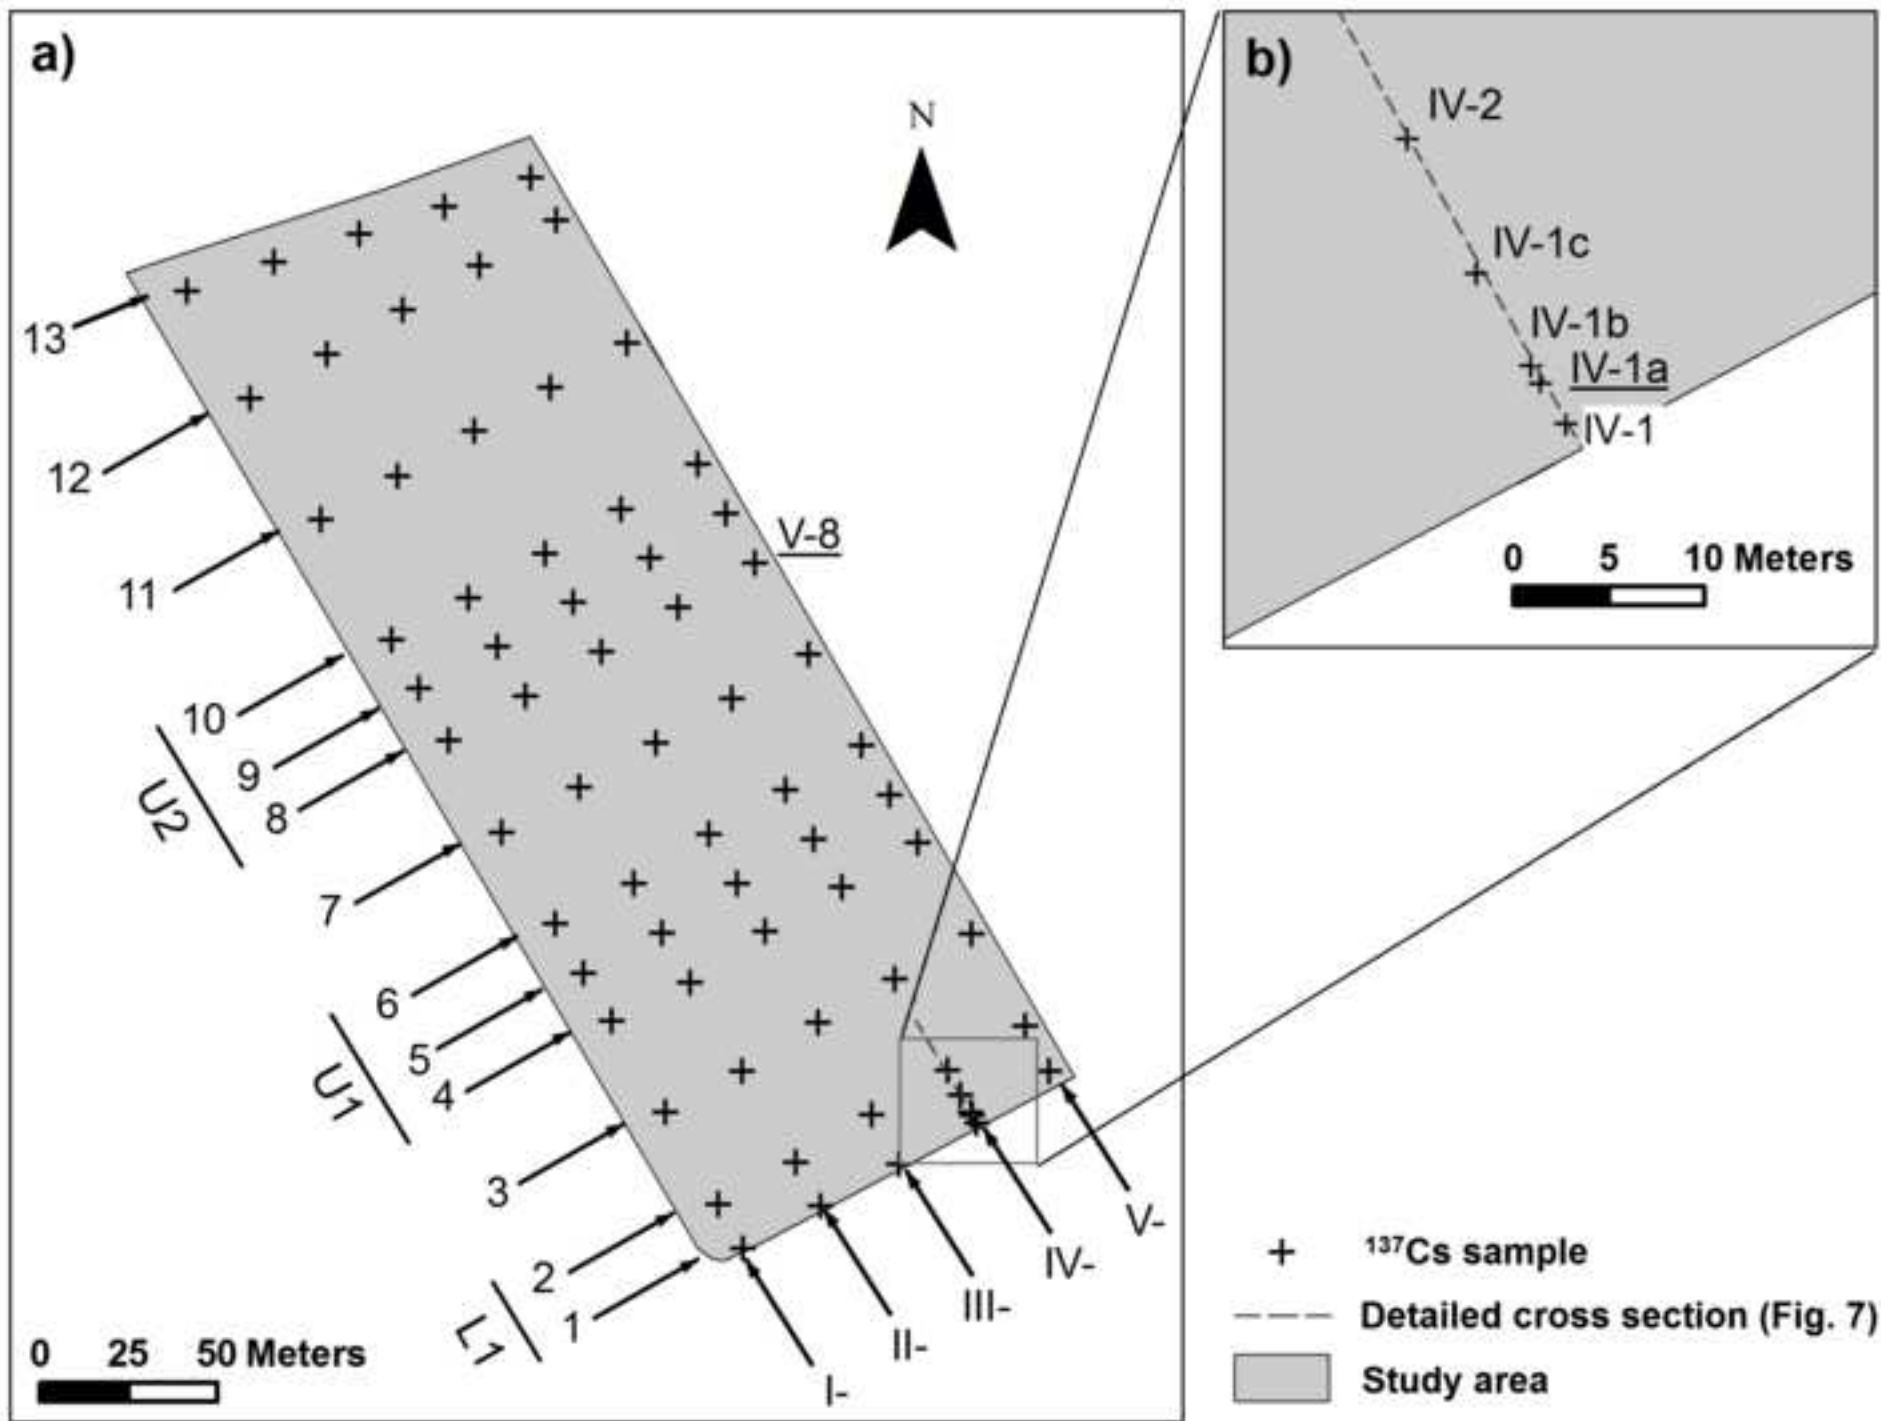 a)
N
13
12
11
10
9
8
U2
7
6
5
4
U1
3
2
1
L1
V-8
V-
IV-
III-
II-
I-
0 25 50 Meters
b)
IV-2
IV-1c
IV-1b
IV-1a
IV-1
0 5 10 Meters
¹³⁷Cs sample
Detailed cross section (Fig. 7)
Study area